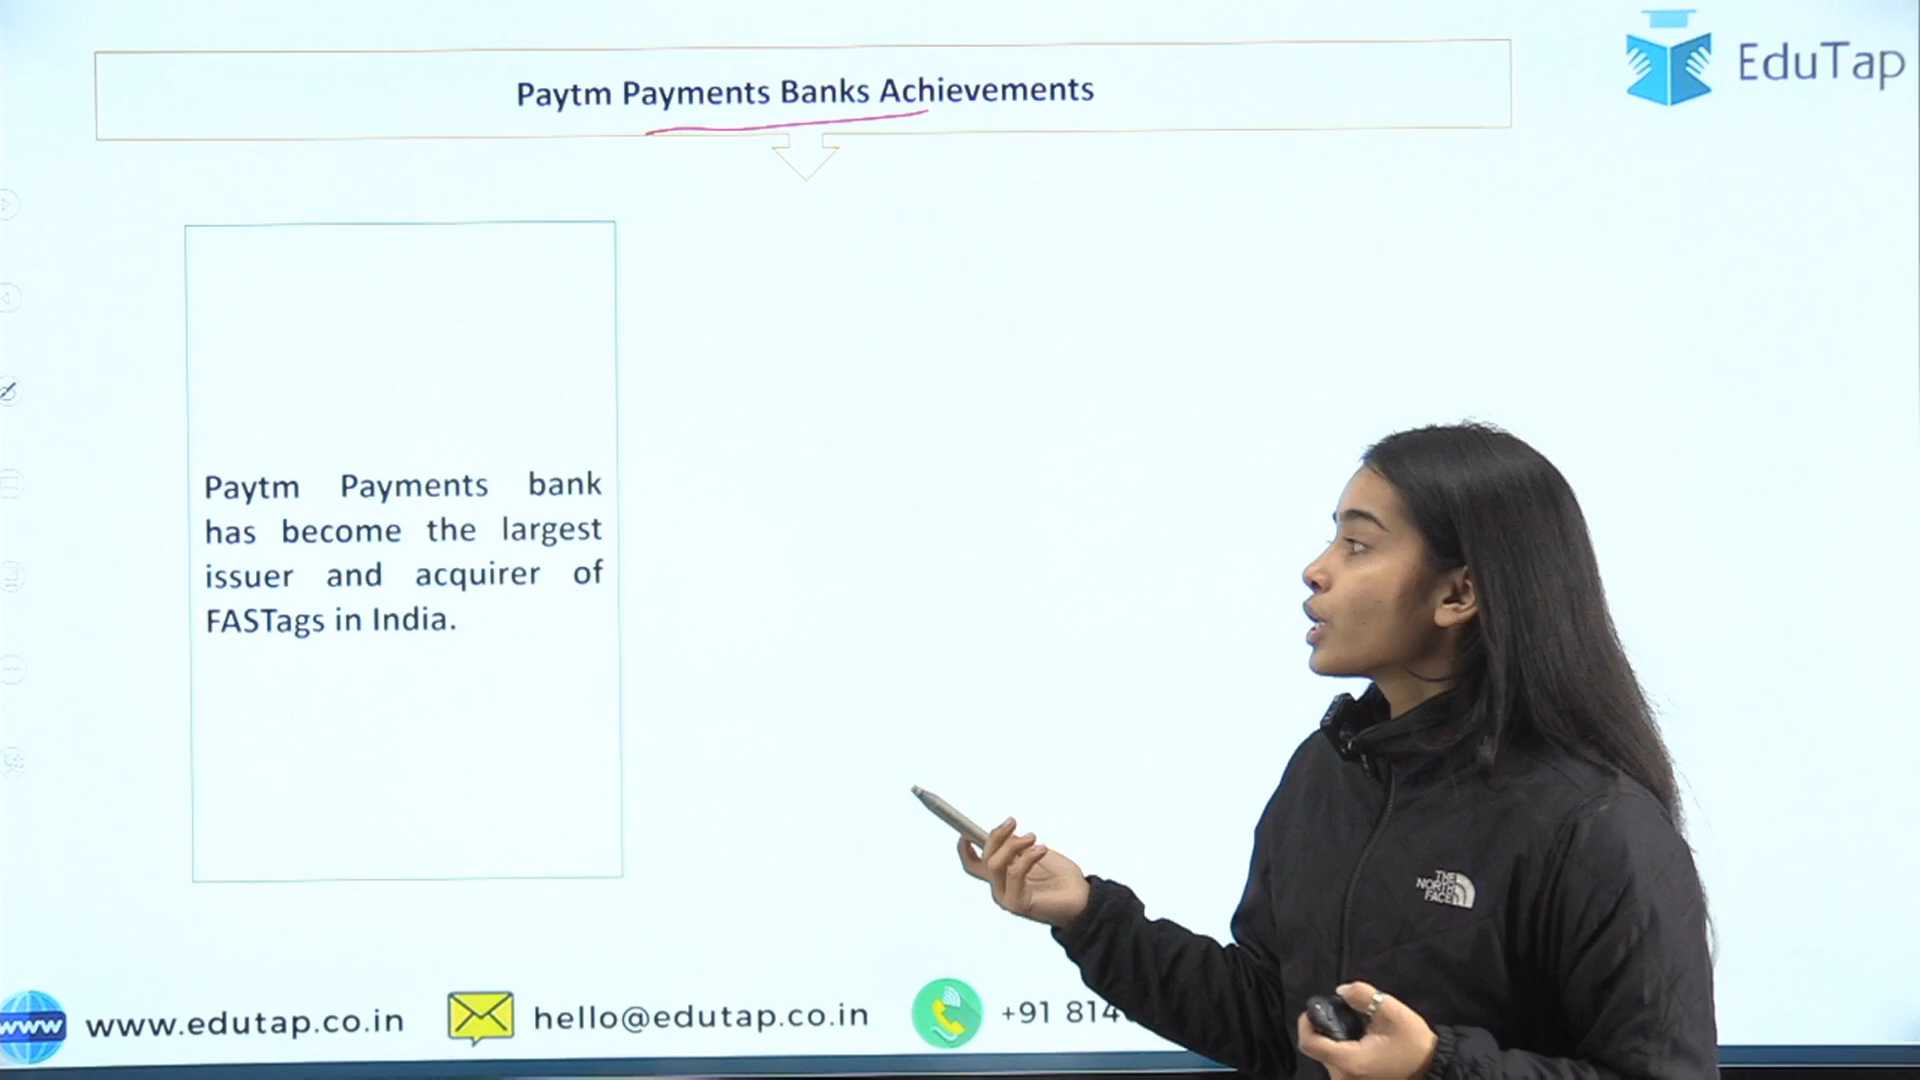 Paytm Payments Banks Achievements
EduTap
Paytm Payments bank
has become the largest
issuer and acquirer of
FASTags in India.
THE
NORTH
FACE
www
www.edutap.co.in
hello@edutap.co.in
+91 814